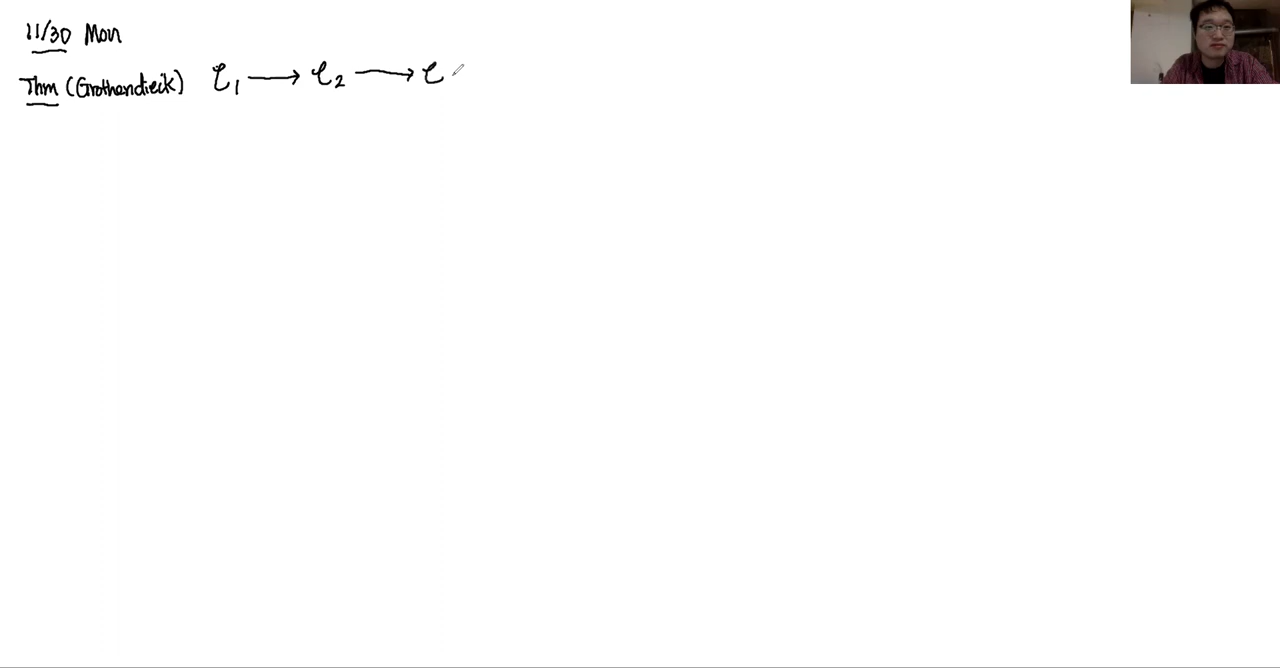 11/30 Mon
Thm (Grothendieck) C₁ ⟶ C₂ ⟶ C